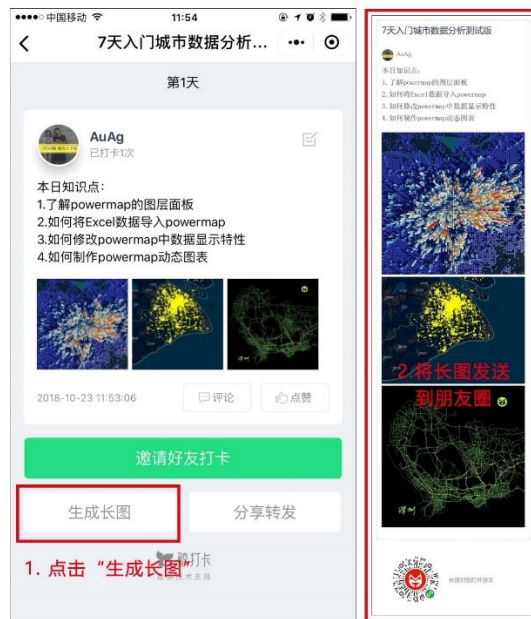 中国移动
11:54
7天入门城市数据分析...
第1天
AuAg
已打卡1次
本日知识点:
1.了解powermap的图层面板
2.如何将Excel数据导入powermap
3.如何修改powermap中数据显示特性
4.如何制作powermap动态图表
2018-10-23 11:53:06
评论
点赞
邀请好友打卡
生成长图
分享转发
1. 点击“生成长图”
7天入门城市数据分析测试版
AuAg
本日知识点:
1. 了解powermap的图层面板
2. 如何将Excel数据导入powermap
3. 如何修改powermap中数据显示特性
4. 如何制作powermap动态图表
2.将长图发送
到朋友圈
深圳